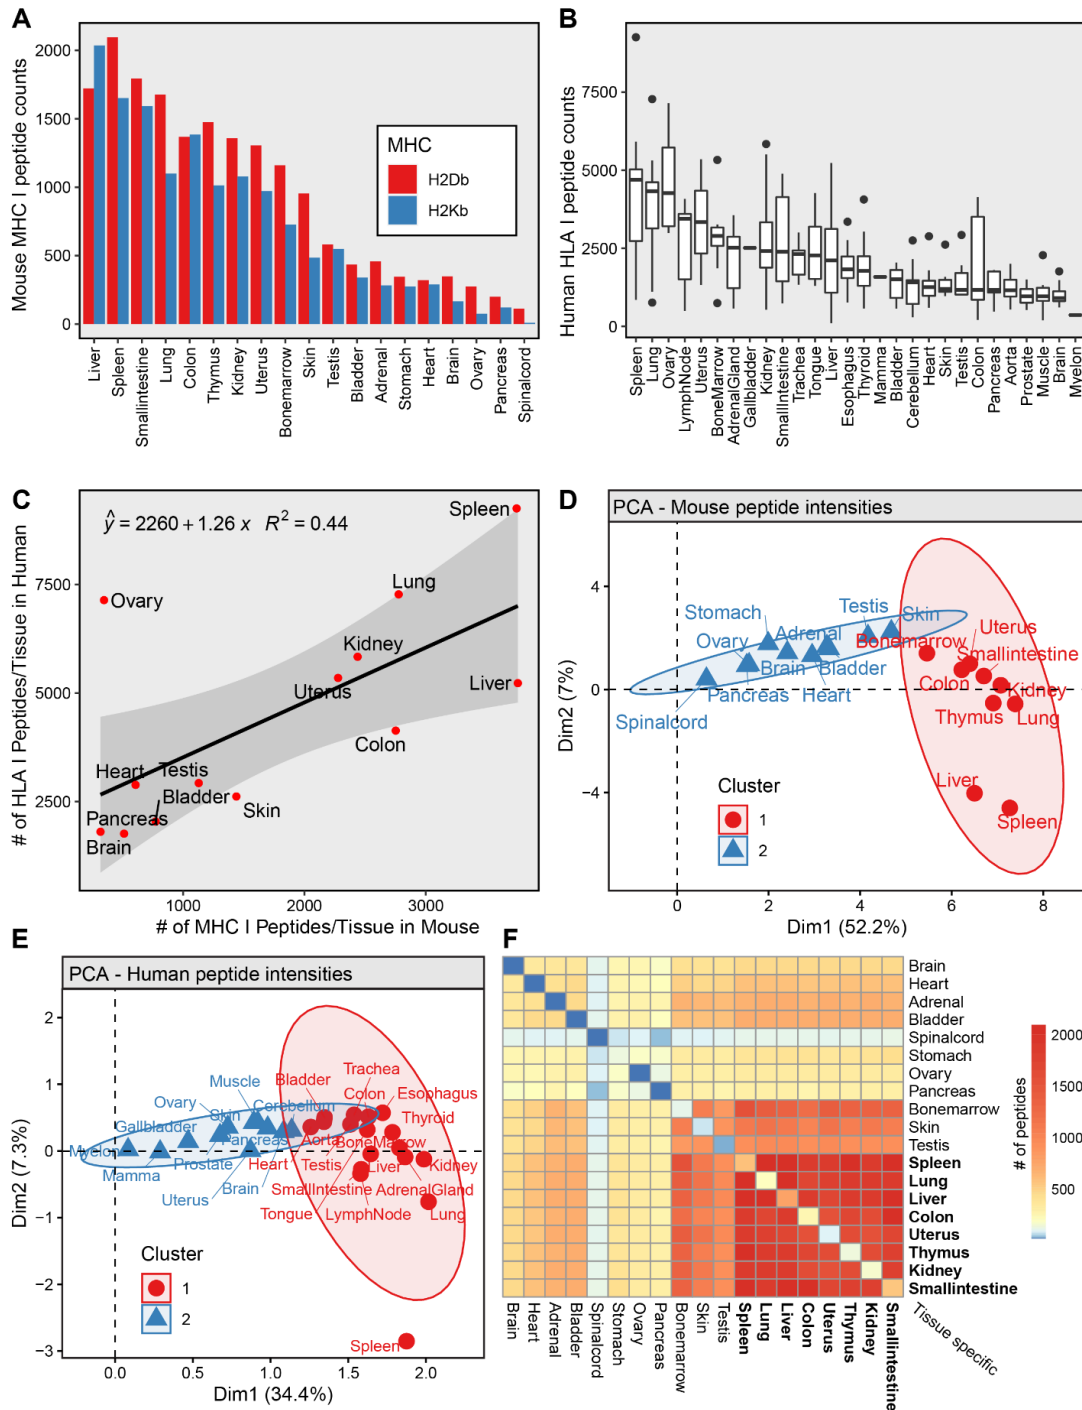 A
Mouse MHC I peptide counts
2000
1500
1000
500
0
MHC
H2Db
H2Kb
Liver
Spleen
Smallintestine
Lung
Colon
Thymus
Kidney
Uterus
Bonemarrow
Skin
Testis
Bladder
Adrenal
Stomach
Heart
Brain
Ovary
Pancreas
Spinalcord
B
Human HLA I peptide counts
7500
5000
2500
0
Spleen
Lung
Ovary
LymphNode
Uterus
BoneMarrow
AdrenalGland
Gallbladder
Kidney
SmallIntestine
Trachea
Tongue
Liver
Esophagus
Thyroid
Mamma
Bladder
Cerebellum
Heart
Skin
Testis
Colon
Pancreas
Aorta
Prostate
Muscle
Brain
Myelon
C
# of HLA I Peptides/Tissue in Human
ŷ = 2260 + 1.26 x R² = 0.44
7500
5000
2500
Spleen
Ovary
Lung
Kidney
Uterus
Liver
Colon
Heart
Testis
Bladder
Skin
Pancreas
Brain
1000
2000
3000
# of MHC I Peptides/Tissue in Mouse
D
PCA - Mouse peptide intensities
Dim2 (7%)
4
0
−4
Stomach
Testis
Skin
Ovary
Adrenal
Bonemarrow
Uterus
Smallintestine
Brain
Bladder
Colon
Kidney
Pancreas
Heart
Spinalcord
Thymus
Lung
Liver
Spleen
Cluster
1
2
0
2
4
6
8
Dim1 (52.2%)
E
PCA - Human peptide intensities
Dim2 (7.3%)
2
1
0
−1
−2
−3
Trachea
Muscle
Bladder
Colon
Esophagus
Ovary
Skin
Cerebellum
Thyroid
Gallbladder
Pancreas
Aorta
BoneMarrow
Myelon
Mamma
Prostate
Heart
Testis
Liver
Kidney
Uterus
Brain
SmallIntestine
AdrenalGland
Tongue
LymphNode
Lung
Spleen
Cluster
1
2
0.0
0.5
1.0
1.5
2.0
Dim1 (34.4%)
F
Brain
Heart
Adrenal
Bladder
Spinalcord
Stomach
Ovary
Pancreas
Bonemarrow
Skin
Testis
Spleen
Lung
Liver
Colon
Uterus
Thymus
Kidney
Smallintestine
Brain
Heart
Adrenal
Bladder
Spinalcord
Stomach
Ovary
Pancreas
Bonemarrow
Skin
Testis
Spleen
Lung
Liver
Colon
Uterus
Thymus
Kidney
Smallintestine
Tissue specific
# of peptides
2000
1500
1000
500